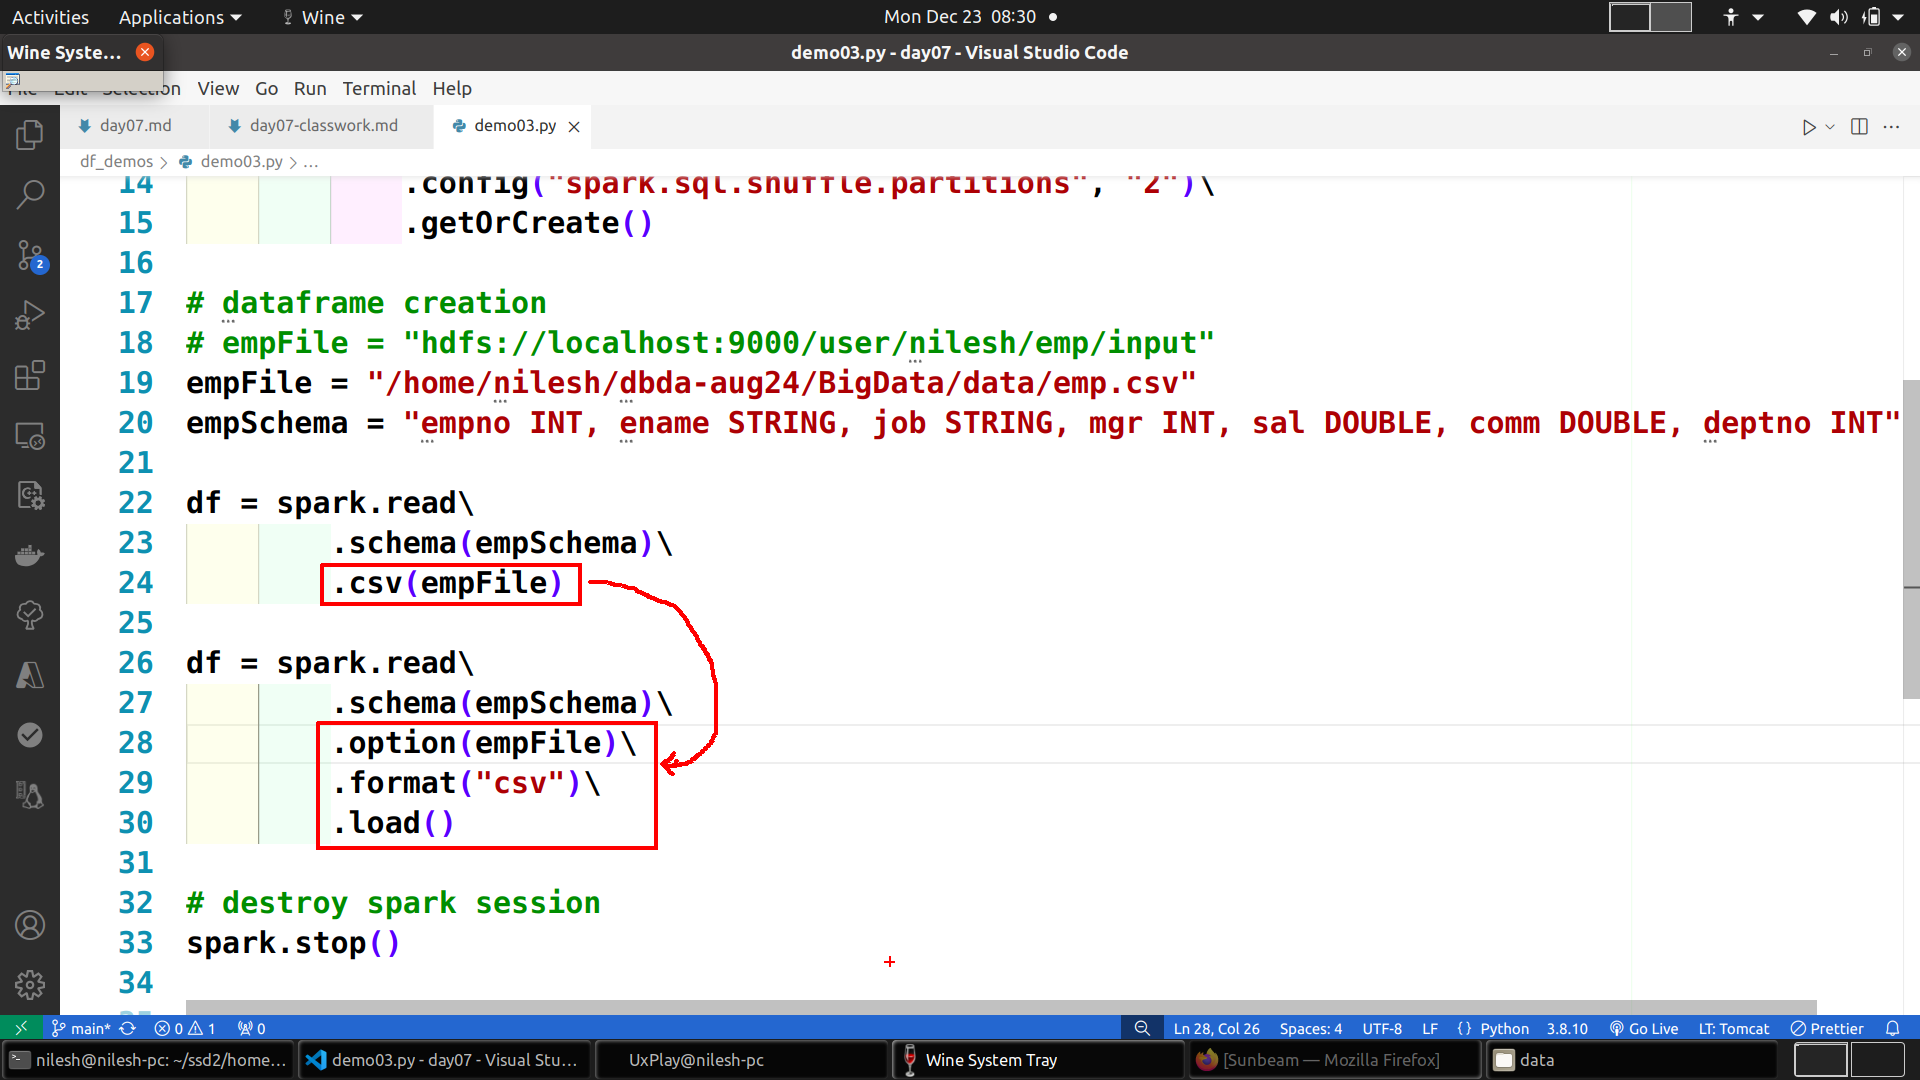 Activities Applications Wine Mon Dec 23 08:30
Wine Syste... demo03.py - day07 - Visual Studio Code
View Go Run Terminal Help
day07.md day07-classwork.md demo03.py
df_demos > demo03.py > ...
14 .config("spark.sql.shuffle.partitions", "2")\
15 .getOrCreate()
16
17 # dataframe creation
18 # empFile = "hdfs://localhost:9000/user/nilesh/emp/input"
19 empFile = "/home/nilesh/dbda-aug24/BigData/data/emp.csv"
20 empSchema = "empno INT, ename STRING, job STRING, mgr INT, sal DOUBLE, comm DOUBLE, deptno INT"
21
22 df = spark.read\
23 .schema(empSchema)\
24 .csv(empFile)
25
26 df = spark.read\
27 .schema(empSchema)\
28 .option(empFile)\
29 .format("csv")\
30 .load()
31
32 # destroy spark session
33 spark.stop()
34
2
main* 0 1 0 Ln 28, Col 26 Spaces: 4 UTF-8 LF {} Python 3.8.10 Go Live LT: Tomcat Prettier
nilesh@nilesh-pc: ~/ssd2/home... demo03.py - day07 - Visual Stu... UxPlay@nilesh-pc Wine System Tray [Sunbeam — Mozilla Firefox] data